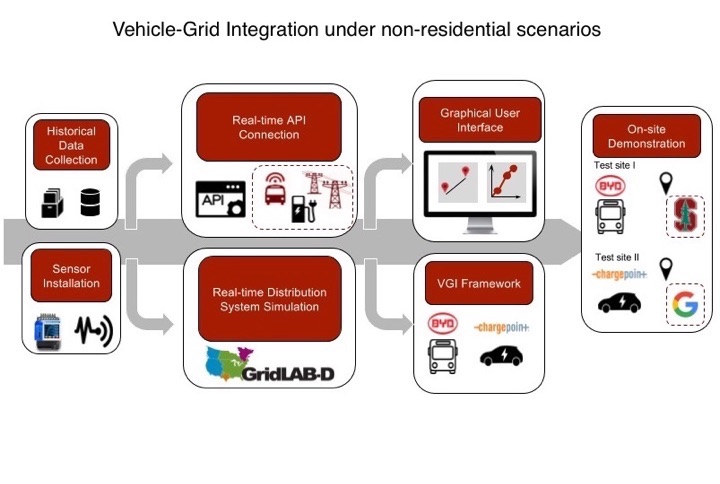 Vehicle-Grid Integration under non-residential scenarios
Historical
Data
Collection
Sensor
Installation
Real-time API
Connection
API
Real-time Distribution
System Simulation
GridLAB-D
Graphical User
Interface
VGI Framework
BYD
-chargepoin+
On-site
Demonstration
Test site I
BYD
S
Test site II
-chargepoin+
G